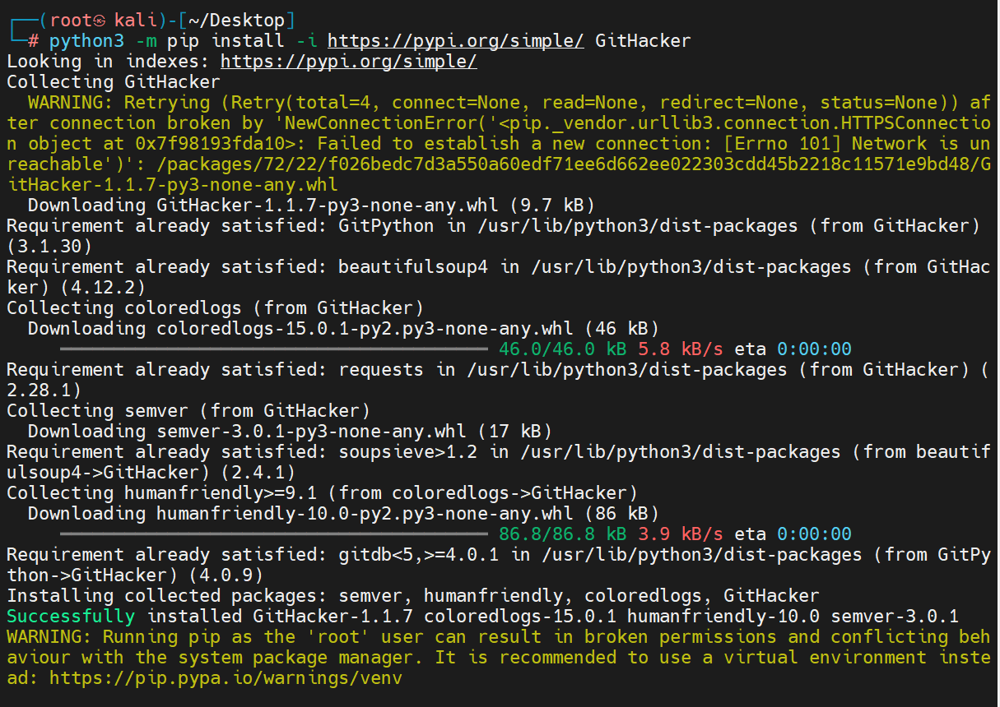 ┌──(root㉿kali)-[~/Desktop]
└─# python3 -m pip install -i https://pypi.org/simple/ GitHacker
Looking in indexes: https://pypi.org/simple/
Collecting GitHacker
  WARNING: Retrying (Retry(total=4, connect=None, read=None, redirect=None, status=None)) af
ter connection broken by 'NewConnectionError('<pip._vendor.urllib3.connection.HTTPSConnectio
n object at 0x7f98193fda10>: Failed to establish a new connection: [Errno 101] Network is un
reachable')': /packages/72/22/f026bedc7d3a550a60edf71ee6d662ee022303cdd45b2218c11571e9bd48/G
itHacker-1.1.7-py3-none-any.whl
  Downloading GitHacker-1.1.7-py3-none-any.whl (9.7 kB)
Requirement already satisfied: GitPython in /usr/lib/python3/dist-packages (from GitHacker)
(3.1.30)
Requirement already satisfied: beautifulsoup4 in /usr/lib/python3/dist-packages (from GitHac
ker) (4.12.2)
Collecting coloredlogs (from GitHacker)
  Downloading coloredlogs-15.0.1-py2.py3-none-any.whl (46 kB)
     ━━━━━━━━━━━━━━━━━━━━━━━━━━━━━━━━━━━━━━━━ 46.0/46.0 kB 5.8 kB/s eta 0:00:00
Requirement already satisfied: requests in /usr/lib/python3/dist-packages (from GitHacker) (
2.28.1)
Collecting semver (from GitHacker)
  Downloading semver-3.0.1-py3-none-any.whl (17 kB)
Requirement already satisfied: soupsieve>1.2 in /usr/lib/python3/dist-packages (from beautif
ulsoup4->GitHacker) (2.4.1)
Collecting humanfriendly>=9.1 (from coloredlogs->GitHacker)
  Downloading humanfriendly-10.0-py2.py3-none-any.whl (86 kB)
     ━━━━━━━━━━━━━━━━━━━━━━━━━━━━━━━━━━━━━━━━ 86.8/86.8 kB 3.9 kB/s eta 0:00:00
Requirement already satisfied: gitdb<5,>=4.0.1 in /usr/lib/python3/dist-packages (from GitPy
thon->GitHacker) (4.0.9)
Installing collected packages: semver, humanfriendly, coloredlogs, GitHacker
Successfully installed GitHacker-1.1.7 coloredlogs-15.0.1 humanfriendly-10.0 semver-3.0.1
WARNING: Running pip as the 'root' user can result in broken permissions and conflicting beh
aviour with the system package manager. It is recommended to use a virtual environment inste
ad: https://pip.pypa.io/warnings/venv